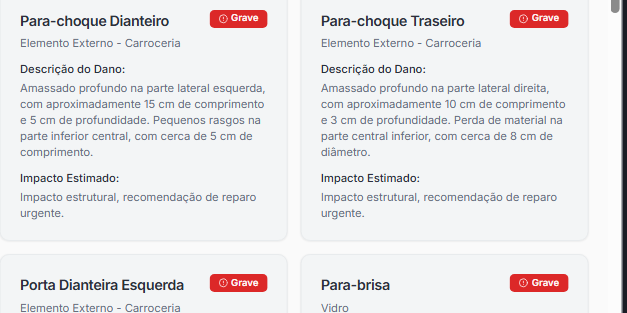 Para-choque Dianteiro
Grave
Elemento Externo - Carroceria
Descrição do Dano:
Amassado profundo na parte lateral esquerda,
com aproximadamente 15 cm de comprimento
e 5 cm de profundidade. Pequenos rasgos na
parte inferior central, com cerca de 5 cm de
comprimento.
Impacto Estimado:
Impacto estrutural, recomendação de reparo
urgente.
Para-choque Traseiro
Grave
Elemento Externo - Carroceria
Descrição do Dano:
Amassado profundo na parte lateral direita,
com aproximadamente 10 cm de comprimento
e 3 cm de profundidade. Perda de material na
parte central inferior, com cerca de 8 cm de
diâmetro.
Impacto Estimado:
Impacto estrutural, recomendação de reparo
urgente.
Porta Dianteira Esquerda
Grave
Elemento Externo - Carroceria
Para-brisa
Grave
Vidro